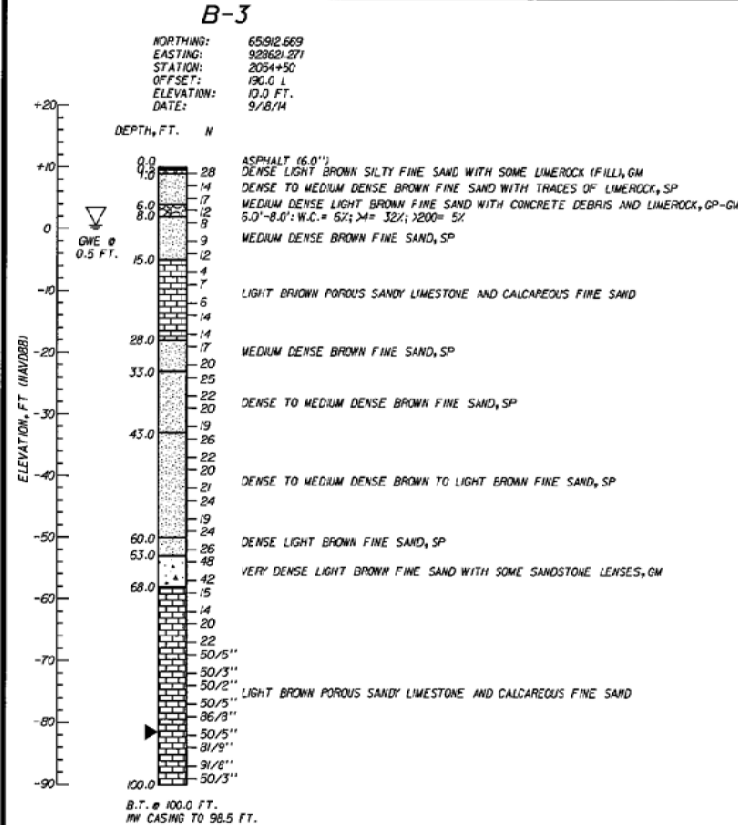 B-3
NORTHING: 65912.669
EASTING: 928621.271
STATION: 2054+50
OFFSET: 190.0 L
ELEVATION: 10.0 FT.
DATE: 9/18/14
DEPTH, FT. N
ELEVATION, FT (NAVD88)
+20
+10
0
-10
-20
-30
-40
-50
-60
-70
-80
-90
GWE @
0.5 FT.
0.0 ASPHALT (6.0")
0.5
1.0
28 DENSE LIGHT BROWN SILTY FINE SAND WITH SOME LIMEROCK (FILL), GM
14 DENSE TO MEDIUM DENSE BROWN FINE SAND WITH TRACES OF LIMEROCK, SP
17
6.0 MEDIUM DENSE LIGHT BROWN FINE SAND WITH CONCRETE DEBRIS AND LIMEROCK, GP-GM
12
8.0 6.0'-8.0': W.C.= 6%; >4= 32%; >200= 5%
8
9 MEDIUM DENSE BROWN FINE SAND, SP
12
15.0
4
7
LIGHT BRIOWN POROUS SANDY LIMESTONE AND CALCAREOUS FINE SAND
6
14
14
28.0
17 MEDIUM DENSE BROWN FINE SAND, SP
20
33.0
25
22
DENSE TO MEDIUM DENSE BROWN FINE SAND, SP
20
19
43.0
26
22
20
DENSE TO MEDIUM DENSE BROWN TO LIGHT BROWN FINE SAND, SP
21
24
19
24
60.0 DENSE LIGHT BROWN FINE SAND, SP
26
63.0
48
VERY DENSE LIGHT BROWN FINE SAND WITH SOME SANDSTONE LENSES, GM
42
68.0
15
14
20
22
50/5"
50/3"
50/2"
LIGHT BROWN POROUS SANDY LIMESTONE AND CALCAREOUS FINE SAND
50/5"
86/8"
50/5"
81/9"
91/8"
50/3"
100.0
B.T. @ 100.0 FT.
HW CASING TO 98.5 FT.